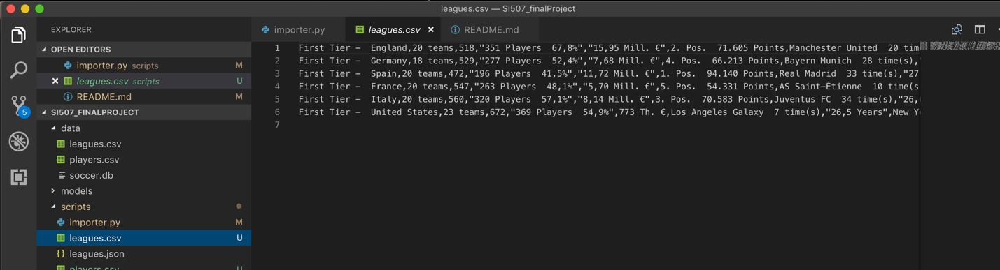 leagues.csv — SI507_finalProject
EXPLORER
OPEN EDITORS
importer.py scripts M
leagues.csv scripts U
README.md M
SI507_FINALPROJECT
data
leagues.csv
players.csv
soccer.db
models
scripts
importer.py M
leagues.csv U
leagues.json
players.csv U
5
importer.py
leagues.csv
README.md
1 First Tier – England,20 teams,518,"351 Players 67,8%","15,95 Mill. €",2. Pos. 71.605 Points,Manchester United 20 tim
2 First Tier – Germany,18 teams,529,"277 Players 52,4%","7,68 Mill. €",4. Pos. 66.213 Points,Bayern Munich 28 time(s),"
3 First Tier – Spain,20 teams,472,"196 Players 41,5%","11,72 Mill. €",1. Pos. 94.140 Points,Real Madrid 33 time(s),"27
4 First Tier – France,20 teams,547,"263 Players 48,1%","5,70 Mill. €",5. Pos. 54.331 Points,AS Saint-Étienne 10 time(s
5 First Tier – Italy,20 teams,560,"320 Players 57,1%","8,14 Mill. €",3. Pos. 70.583 Points,Juventus FC 34 time(s),"26,
6 First Tier – United States,23 teams,672,"369 Players 54,9%",773 Th. €,Los Angeles Galaxy 7 time(s),"26,5 Years",New Yo
7